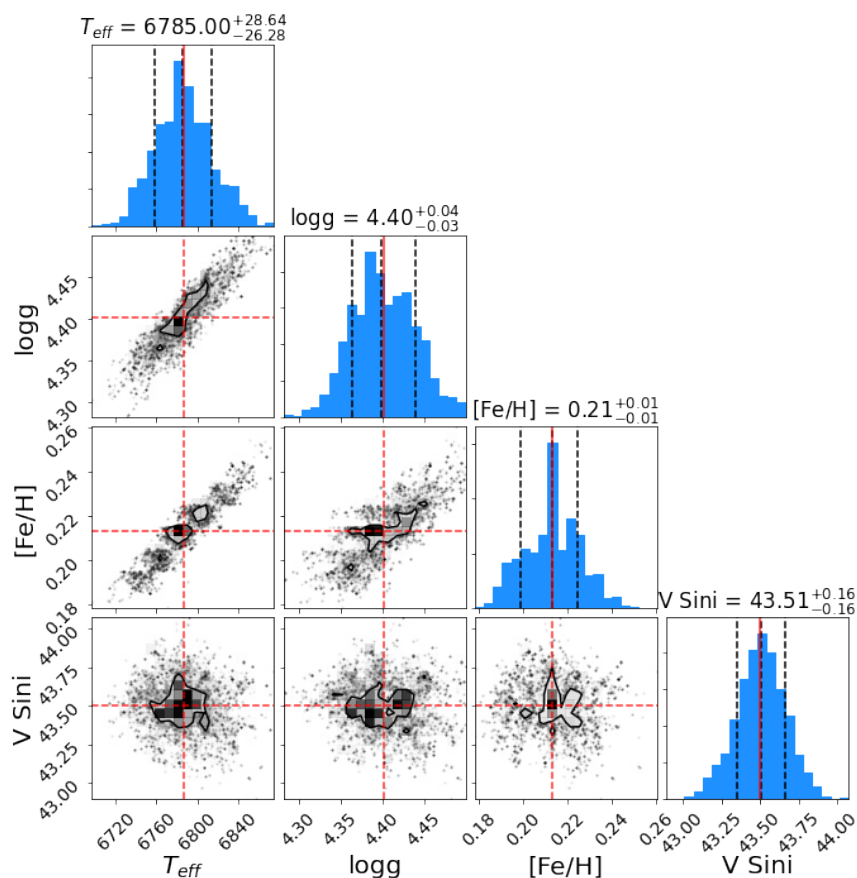 T_eff = 6785.00 +28.64 −26.28
logg = 4.40 +0.04 −0.03
logg
4.45
4.40
4.35
4.30
[Fe/H] = 0.21 +0.01 −0.01
[Fe/H]
0.26
0.24
0.22
0.20
0.18
V Sini = 43.51 +0.16 −0.16
V Sini
44.00
43.75
43.50
43.25
43.00
6720 6760 6800 6840
T_eff
4.30 4.35 4.40 4.45
logg
0.18 0.20 0.22 0.24 0.26
[Fe/H]
43.00 43.25 43.50 43.75 44.00
V Sini